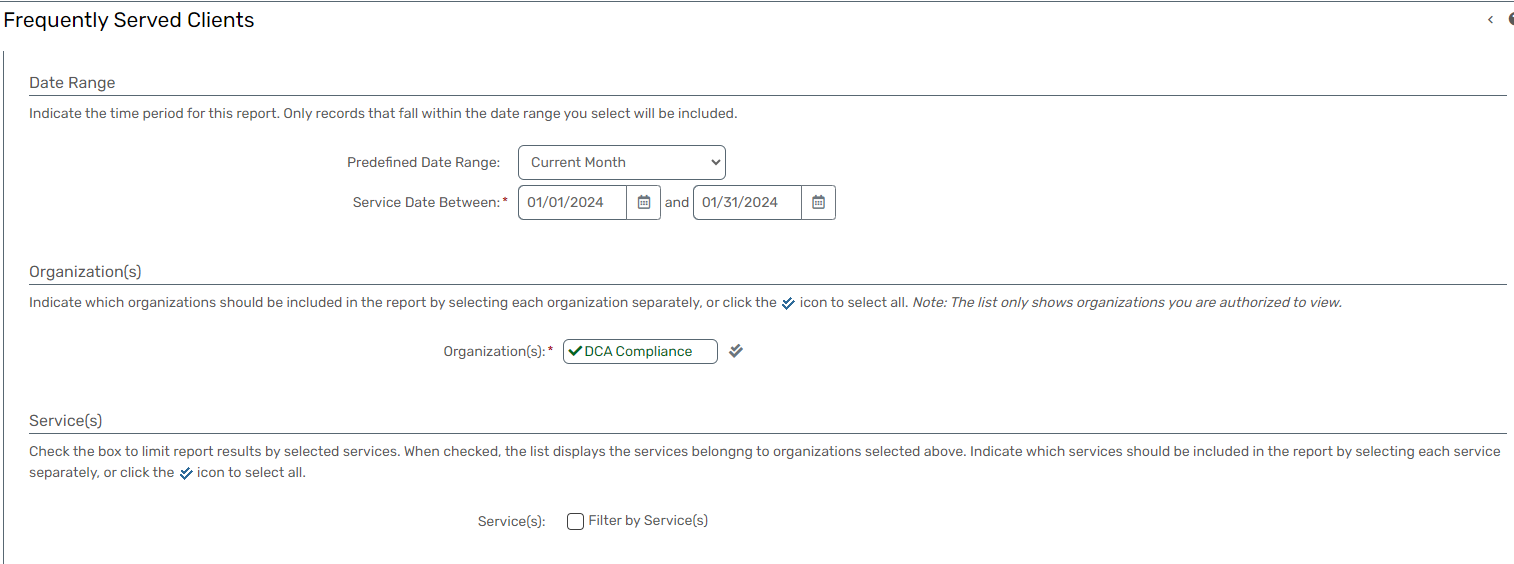 Frequently Served Clients
Date Range
Indicate the time period for this report. Only records that fall within the date range you select will be included.
Predefined Date Range: Current Month
Service Date Between:* 01/01/2024 and 01/31/2024
Organization(s)
Indicate which organizations should be included in the report by selecting each organization separately, or click the icon to select all. Note: The list only shows organizations you are authorized to view.
Organization(s):* DCA Compliance
Service(s)
Check the box to limit report results by selected services. When checked, the list displays the services belongng to organizations selected above. Indicate which services should be included in the report by selecting each service
separately, or click the icon to select all.
Service(s): Filter by Service(s)